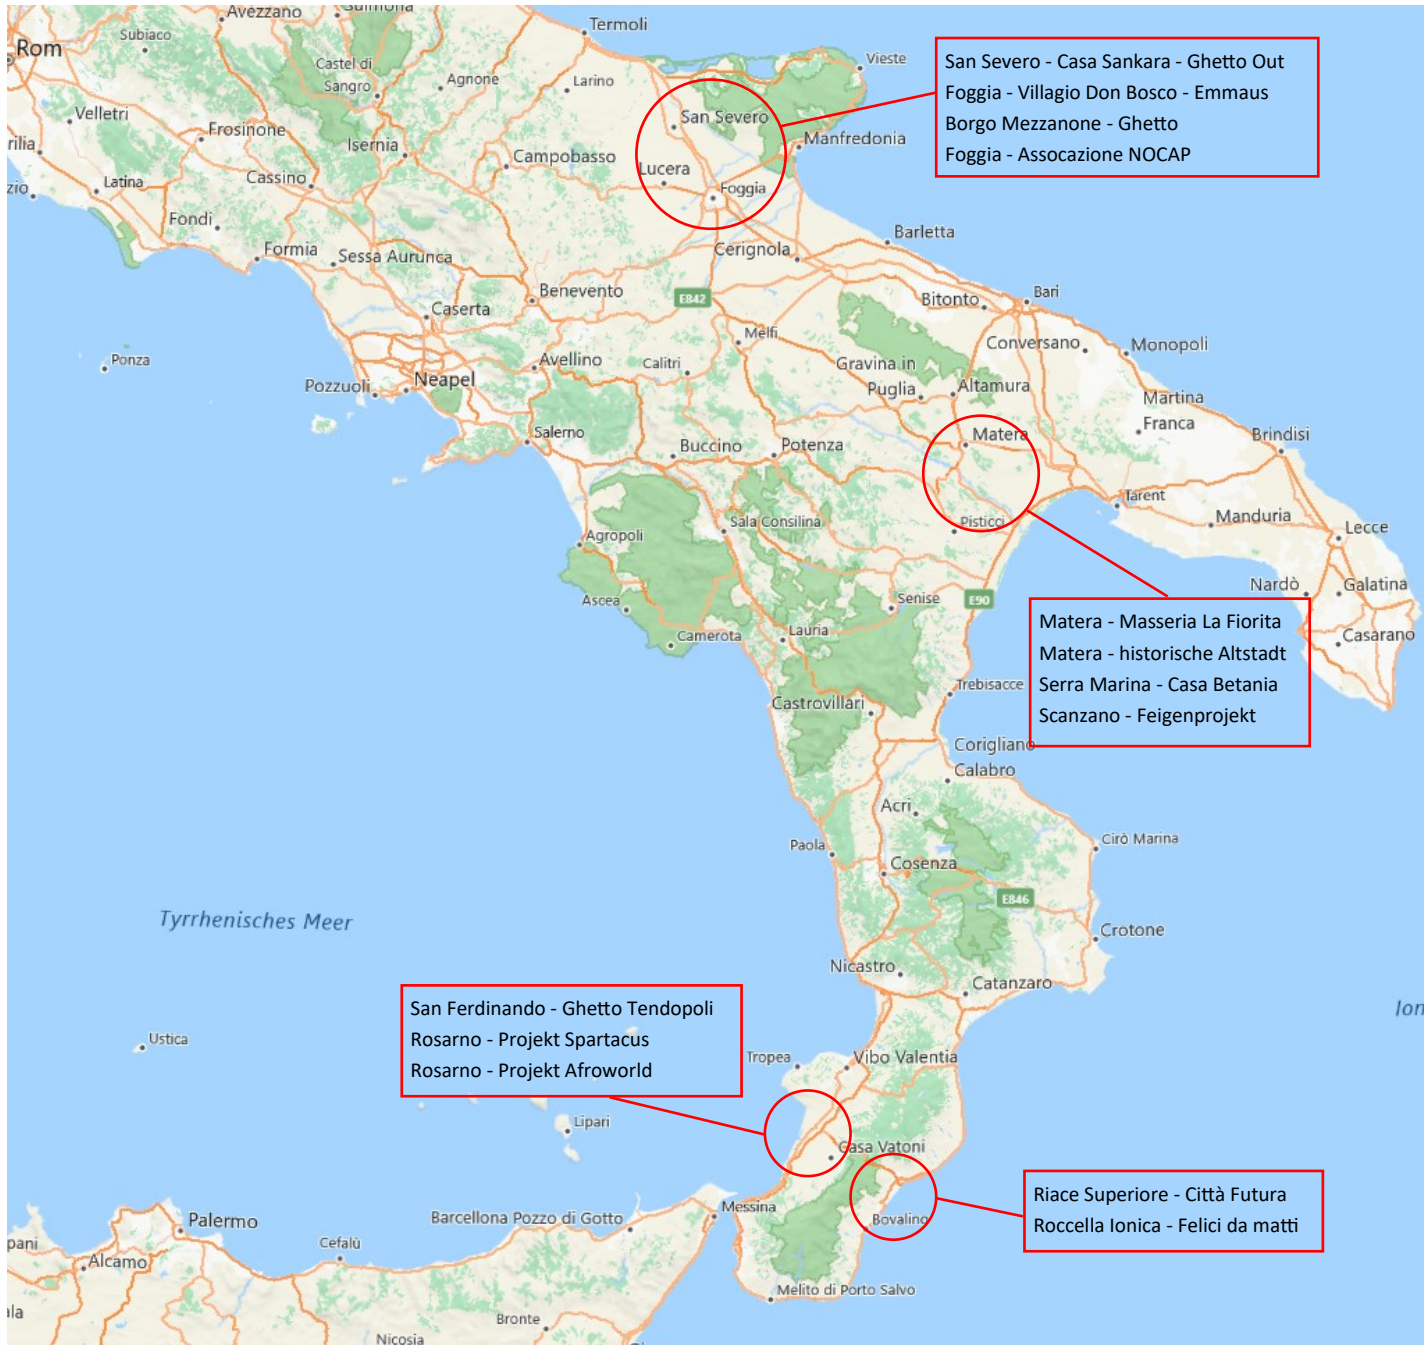 Avezzano
Sulmona
Termoli
Rom
Subiaco
Castel di
Sangro
Agnone
Larino
Vieste
San Severo - Casa Sankara - Ghetto Out
Foggia - Villagio Don Bosco - Emmaus
Borgo Mezzanone - Ghetto
Foggia - Assocazione NOCAP
Velletri
Frosinone
Isernia
San Severo
Manfredonia
rilia
Campobasso
Lucera
Latina
Cassino
zio
Foggia
Fondi
Formia
Sessa Aurunca
Cerignola
Barletta
Benevento
E842
Bitonto
Bari
Caserta
Melfi
Conversano
Monopoli
Ponza
Avellino
Calitri
Gravina in
Puglia
Pozzuoli
Neapel
Altamura
Martina
Franca
Salerno
Buccino
Potenza
Matera
Brindisi
Tarent
Agropoli
Sala Consilina
Pisticci
Manduria
Lecce
Ascea
Senise
E90
Nardò
Galatina
Camerota
Lauria
Casarano
Matera - Masseria La Fiorita
Matera - historische Altstadt
Serra Marina - Casa Betania
Scanzano - Feigenprojekt
Trebisacce
Castrovillari
Corigliano
Calabro
Acri
Paola
Cirò Marina
Cosenza
E846
Tyrrhenisches Meer
Crotone
Nicastro
Catanzaro
San Ferdinando - Ghetto Tendopoli
Rosarno - Projekt Spartacus
Rosarno - Projekt Afroworld
Ion
Ustica
Tropea
Vibo Valentia
Lipari
Casa Vatoni
Riace Superiore - Città Futura
Roccella Ionica - Felici da matti
Palermo
Barcellona Pozzo di Gotto
Messina
Bovalino
pani
Alcamo
Cefalù
Melito di Porto Salvo
ala
Bronte
Nicosia